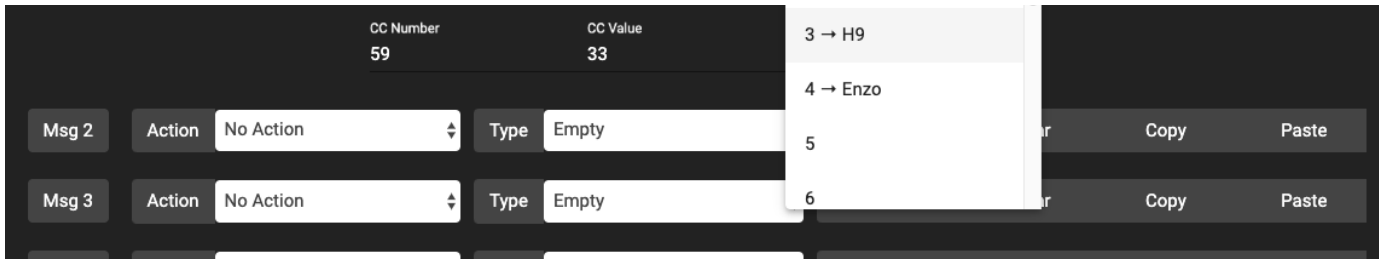 CC Number CC Value
59 33
3 → H9
4 → Enzo
5
6
Msg 2 Action No Action Type Empty Copy Paste
Msg 3 Action No Action Type Empty Copy Paste